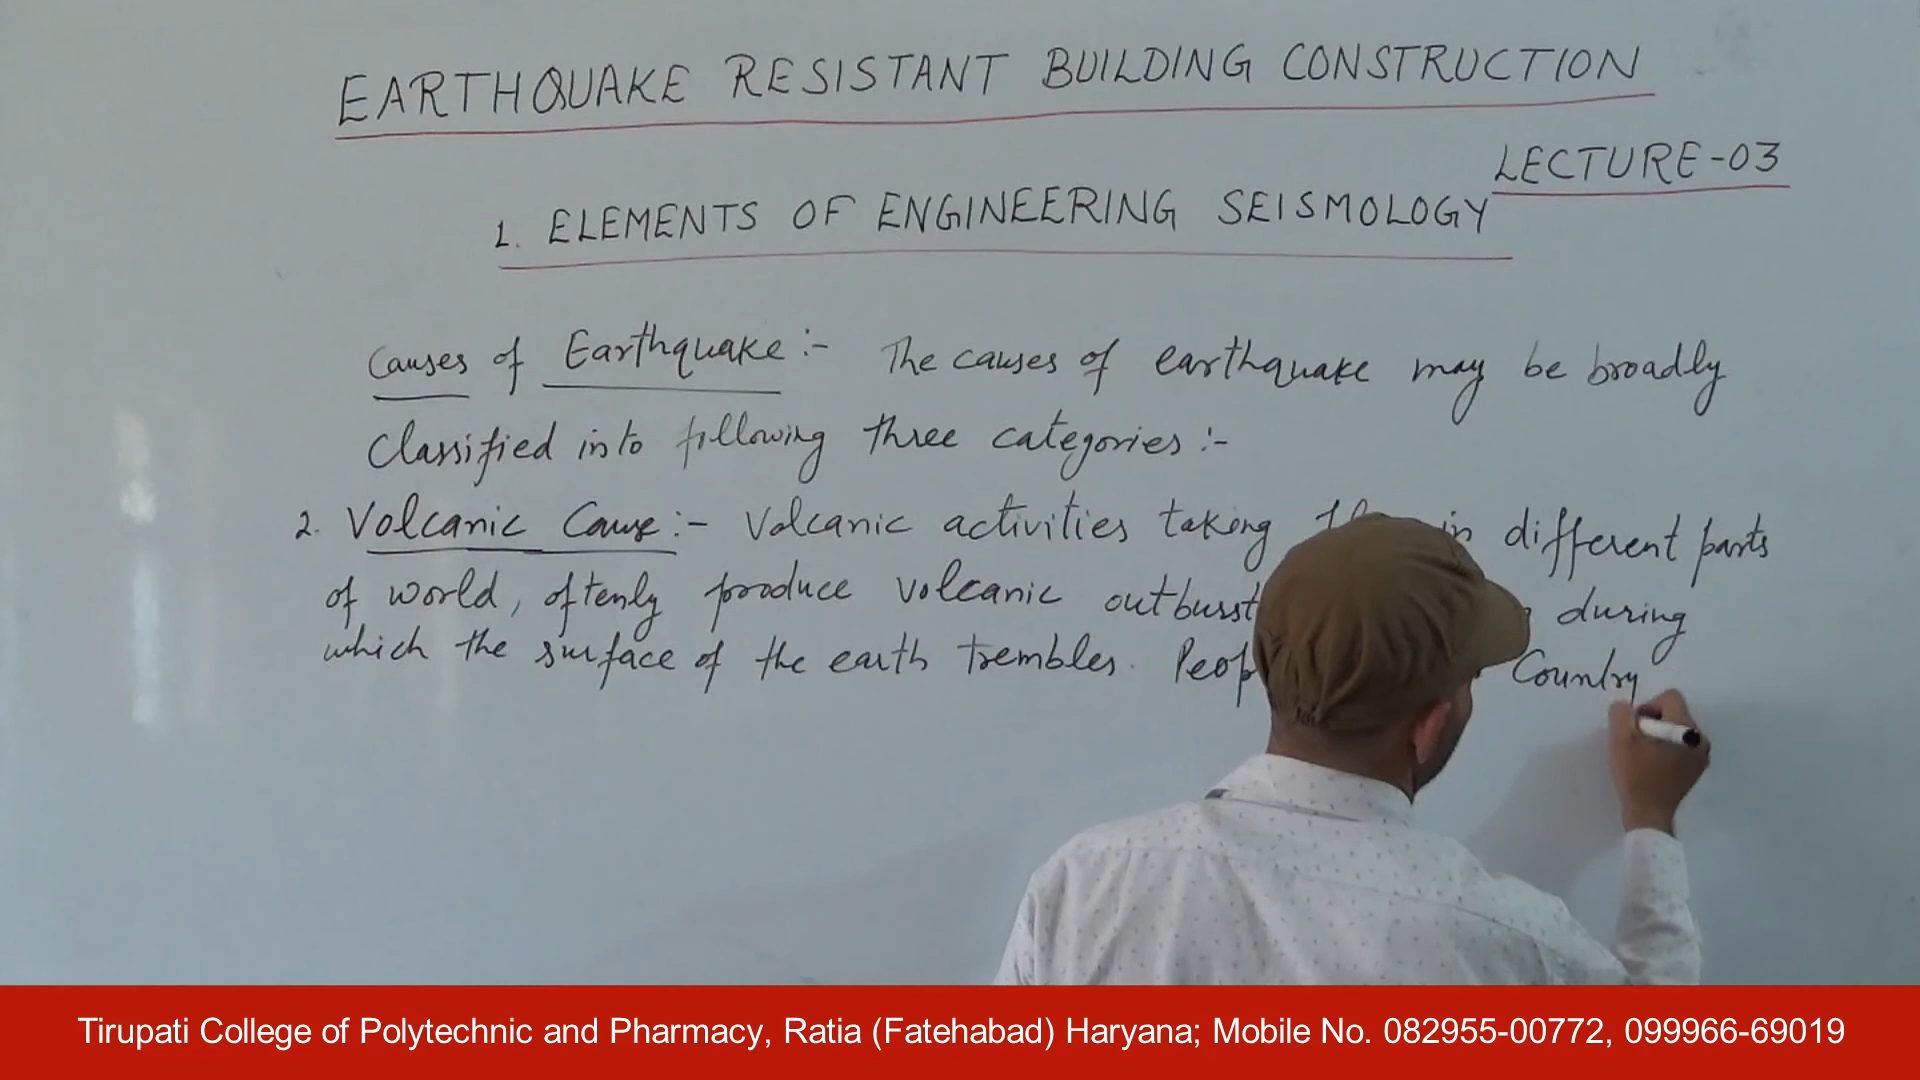 EARTHQUAKE RESISTANT BUILDING CONSTRUCTION
LECTURE-03
1. ELEMENTS OF ENGINEERING SEISMOLOGY
Causes of Earthquake :- The causes of earthquake may be broadly
Classified into following three categories :-
2. Volcanic Cause :- Volcanic activities taking in different parts
of world, oftenly produce volcanic outburst during
which the surface of the earth trembles. Country
Tirupati College of Polytechnic and Pharmacy, Ratia (Fatehabad) Haryana; Mobile No. 082955-00772, 099966-69019